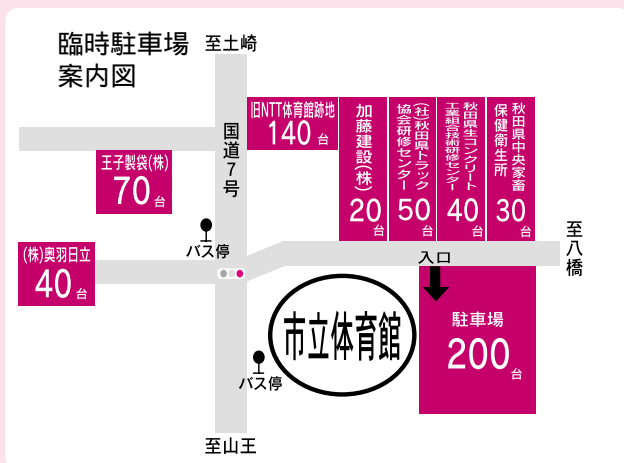 臨時駐車場
案内図
至土崎
国道7号
旧NTT体育館跡地
140台
加藤建設(株)
20台
(社)秋田県トラック
協会研修センター
50台
秋田県生コンクリート
工業組合技術研修センター
40台
秋田県中央家畜
保健衛生所
30台
王子製袋(株)
70台
バス停
(株)奥羽日立
40台
至八橋
入口
市立体育館
駐車場
200台
バス停
至山王